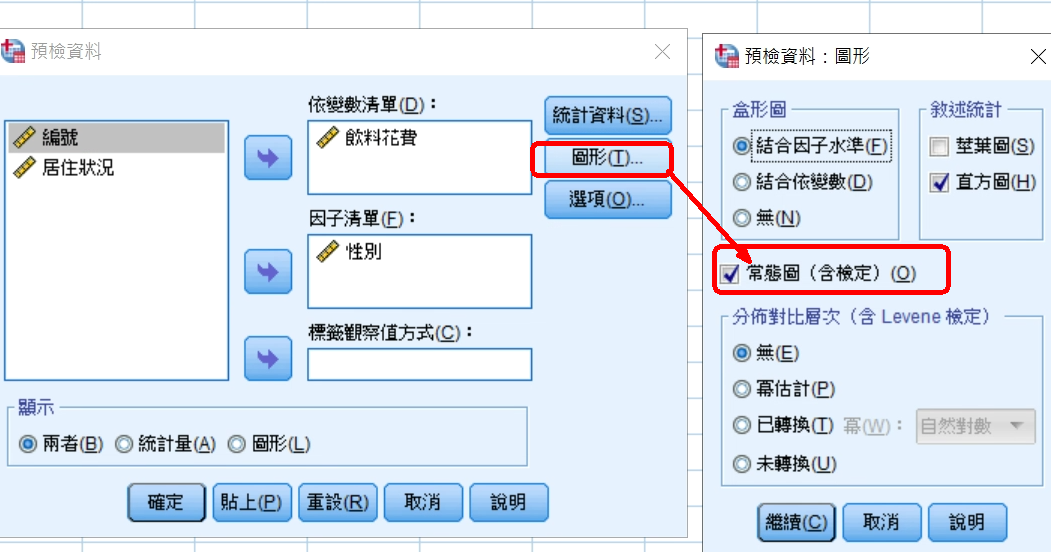 預檢資料
依變數清單(D)：
編號
居住狀況
飲料花費
統計資料(S)...
圖形(T)...
選項(O)...
因子清單(F)：
性別
標籤觀察值方式(C)：
顯示
兩者(B) 統計量(A) 圖形(L)
確定 貼上(P) 重設(R) 取消 說明
預檢資料：圖形
盒形圖
結合因子水準(F)
結合依變數(D)
無(N)
敘述統計
莖葉圖(S)
直方圖(H)
常態圖（含檢定）(O)
分佈對比層次（含 Levene 檢定）
無(E)
冪估計(P)
已轉換(T) 冪(W)： 自然對數
未轉換(U)
繼續(C) 取消 說明